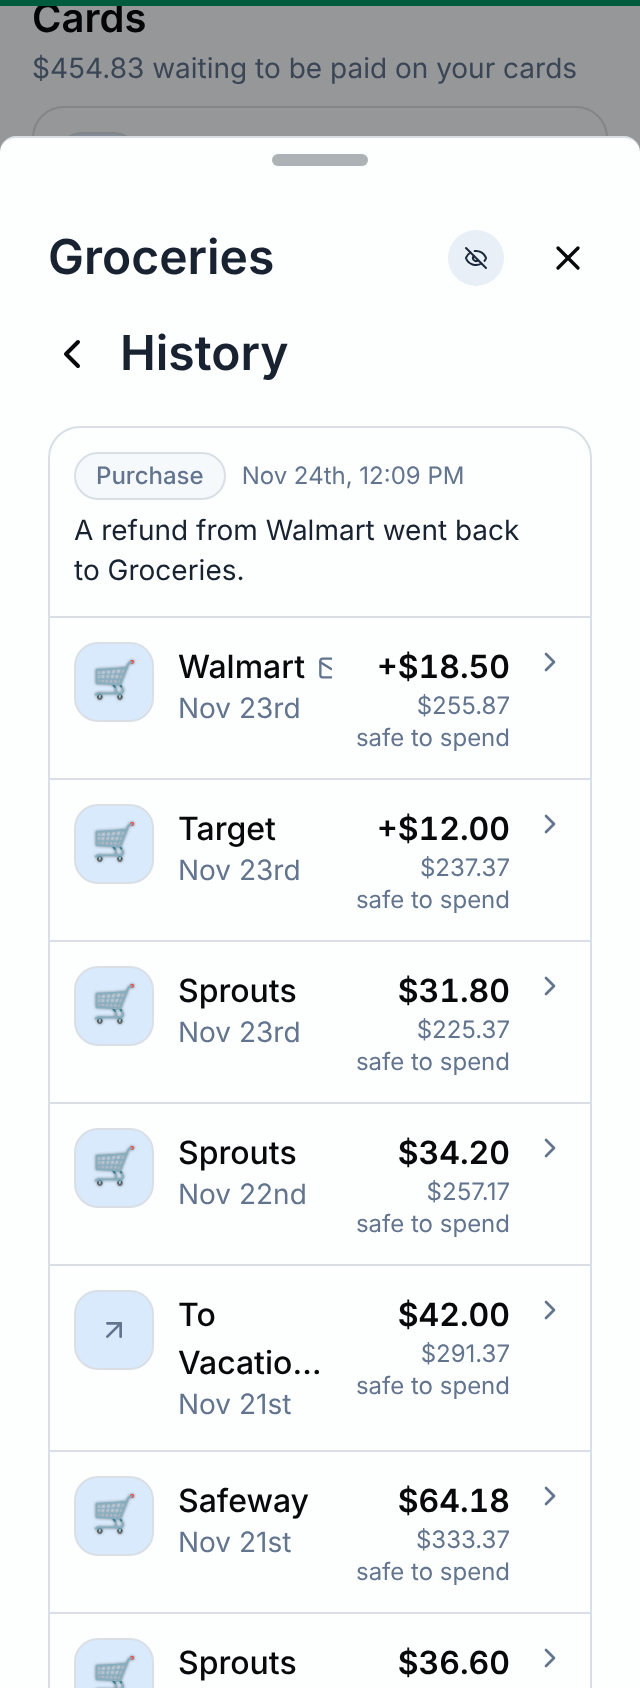 Cards
$454.83 waiting to be paid on your cards
Groceries
History
Purchase Nov 24th, 12:09 PM
A refund from Walmart went back
to Groceries.
Walmart +$18.50
Nov 23rd $255.87
safe to spend
Target +$12.00
Nov 23rd $237.37
safe to spend
Sprouts $31.80
Nov 23rd $225.37
safe to spend
Sprouts $34.20
Nov 22nd $257.17
safe to spend
To $42.00
Vacatio... $291.37
Nov 21st safe to spend
Safeway $64.18
Nov 21st $333.37
safe to spend
Sprouts $36.60